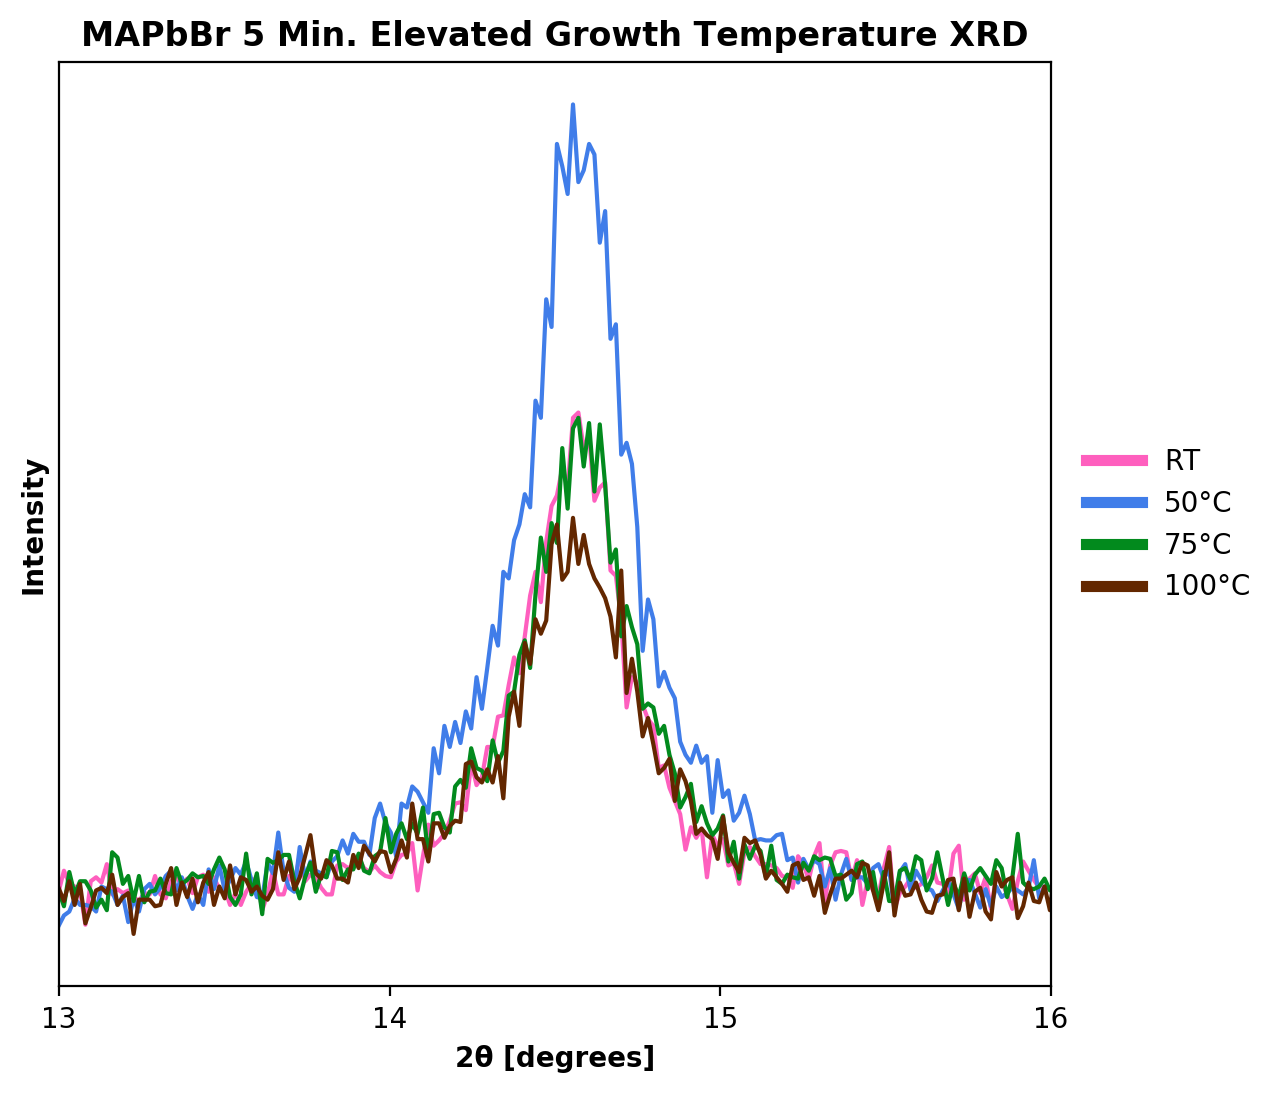 MAPbBr 5 Min. Elevated Growth Temperature XRD
Intensity
RT
50°C
75°C
100°C
13
14
15
16
2θ [degrees]